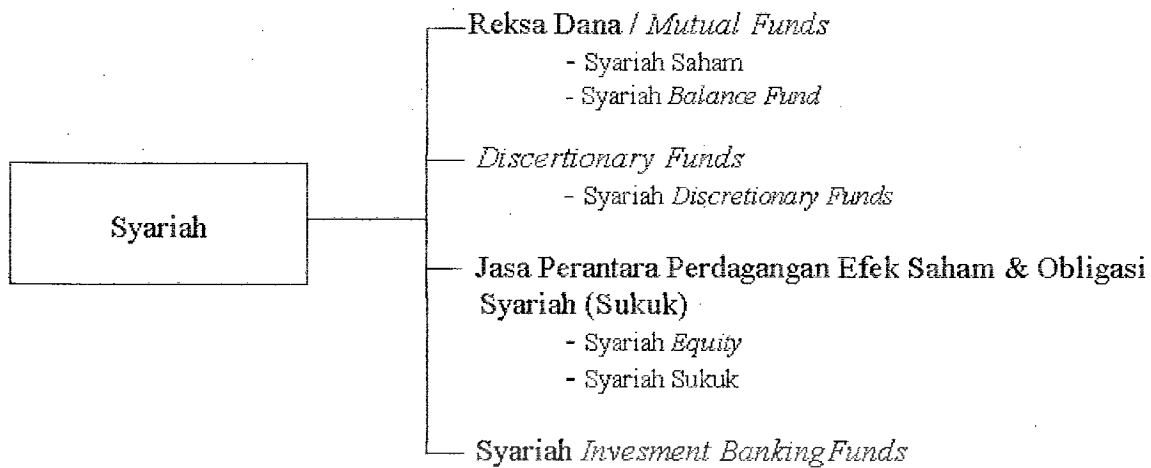 Reksa Dana / Mutual Funds
- Syariah Saham
- Syariah Balance Fund
Discertionary Funds
- Syariah Discretionary Funds
Syariah
Jasa Perantara Perdagangan Efek Saham & Obligasi
Syariah (Sukuk)
- Syariah Equity
- Syariah Sukuk
Syariah Invesment Banking Funds